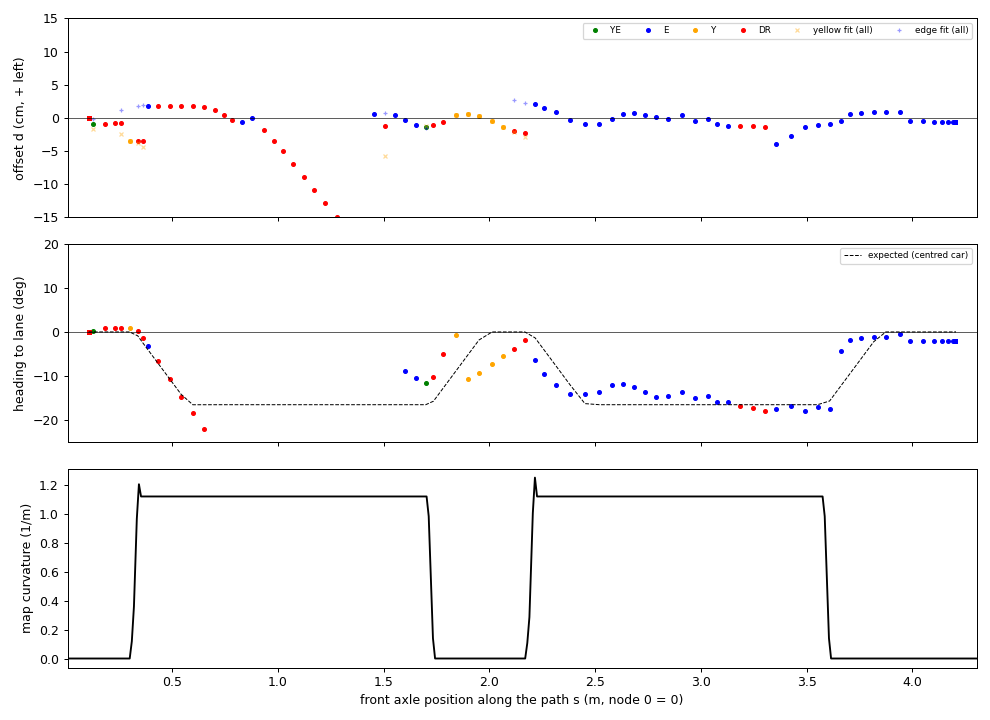 15
10
5
0
−5
−10
−15
offset d (cm, + left)
YE
E
Y
DR
yellow fit (all)
edge fit (all)
20
10
0
−10
−20
heading to lane (deg)
expected (centred car)
1.2
1.0
0.8
0.6
0.4
0.2
0.0
map curvature (1/m)
0.5
1.0
1.5
2.0
2.5
3.0
3.5
4.0
front axle position along the path s (m, node 0 = 0)